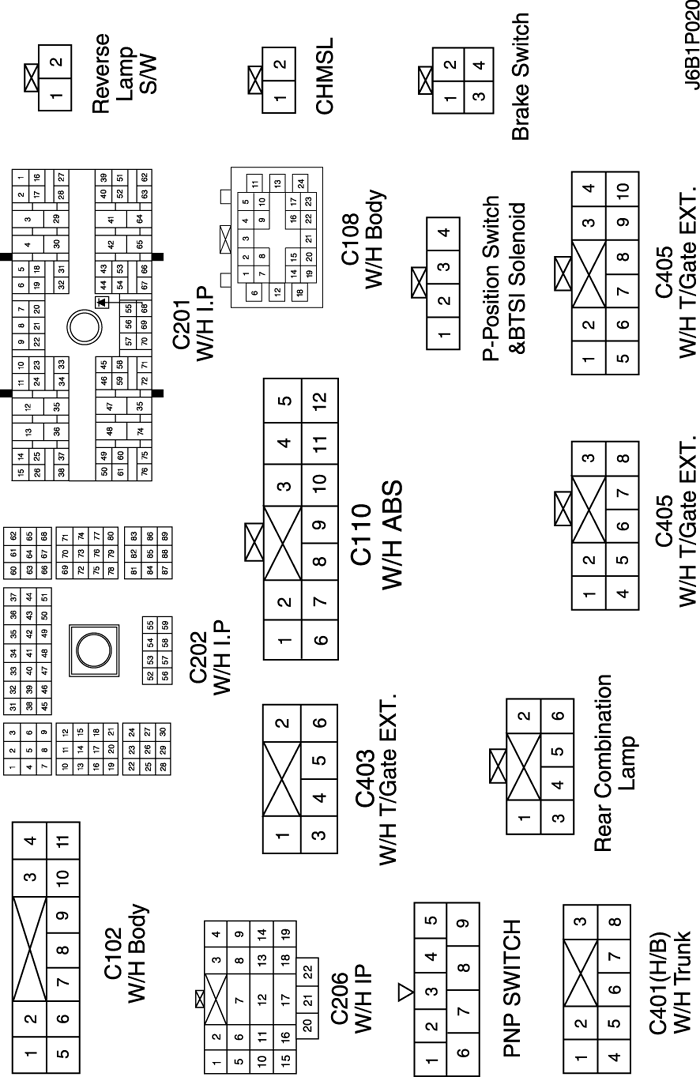 1 2 3 4
5 6 7 8 9 10 11
C102
W/H Body
1 2 3
4 5 6
7 8 9
10 11 12
13 14 15
16 17 18
19 20 21
22 23 24
25 26 27
28 29 30
31 32 33 34 35 36 37
38 39 40 41 42 43 44
45 46 47 48 49 50 51
52 53 54 55
56 57 58 59
60 61 62
63 64 65
66 67 68
69 70 71
72 73 74
75 76 77
78 79 80
81 82 83
84 85 86
87 88 89
C202
W/H I.P
15 14 13 12 11 10 9 8 7 6 5 4 3 2 1
26 25 24 23 22 21 20 19 18 17 16
38 37 36 35 34 33 32 31 30 29 28 27
50 49 48 47 46 45 44 43 42 41 40 39
61 60 59 58 57 56 55 54 53 52 51
76 75 74 35 72 71 70 69 68 67 66 65 64 63 62
C201
W/H I.P
1 2
Reverse
Lamp
S/W
1 2 3 4
5 6 7 8 9
10 11 12 13 14
15 16 17 18 19
20 21 22
C206
W/H IP
1 2
3 4 5 6
C403
W/H T/Gate EXT.
1 2 3 4 5
6 7 8 9 10 11 12
C110
W/H ABS
1 2 3 4 5
6 7 8 9 10 11
12 13
14 15 16 17
18 19 20 21 22 23 24
C108
W/H Body
1 2
CHMSL
1 2 3 4 5
6 7 8 9
PNP SWITCH
1 2
3 4 5 6
Rear Combination
Lamp
1 2 3 4
P-Position Switch
&BTSI Solenoid
1 2
3 4
Brake Switch
1 2 3
4 5 6 7 8
C401(H/B)
W/H Trunk
1 2 3
4 5 6 7 8
C405
W/H T/Gate EXT.
1 2 3 4
5 6 7 8 9 10
C405
W/H T/Gate EXT.
J6B1P020